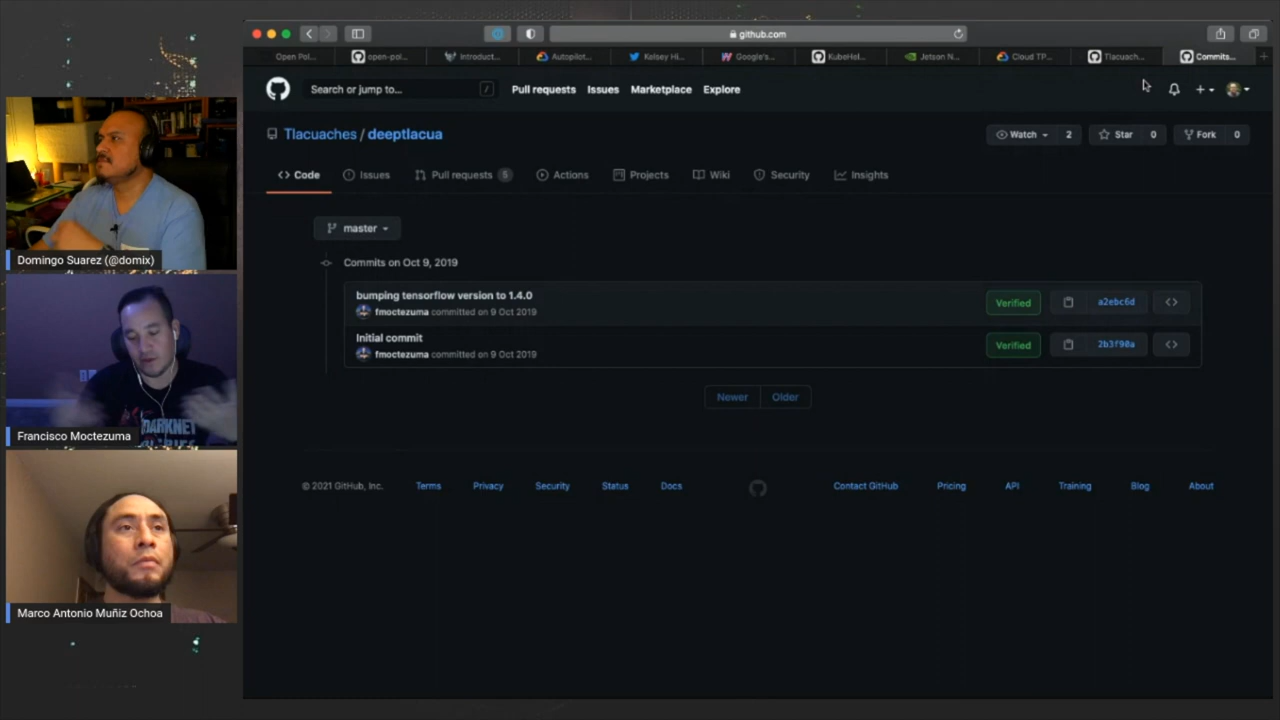 github.com
Open Pol...
open-pol...
Introduct...
Autopilot...
Kelsey Hi...
Google's...
KubeHel...
Jetson N...
Cloud TP...
Tlacuach...
Commits...
Search or jump to...
/
Pull requests
Issues
Marketplace
Explore
Tlacuaches / deeptlacua
Watch 2
Star 0
Fork 0
Code
Issues
Pull requests 5
Actions
Projects
Wiki
Security
Insights
master
Commits on Oct 9, 2019
bumping tensorflow version to 1.4.0
fmoctezuma committed on 9 Oct 2019
Verified
a2ebc6d
Initial commit
fmoctezuma committed on 9 Oct 2019
Verified
2b3f90a
Newer
Older
© 2021 GitHub, Inc.
Terms
Privacy
Security
Status
Docs
Contact GitHub
Pricing
API
Training
Blog
About
Domingo Suarez (@domix)
DARKNET
Francisco Moctezuma
Marco Antonio Muñiz Ochoa